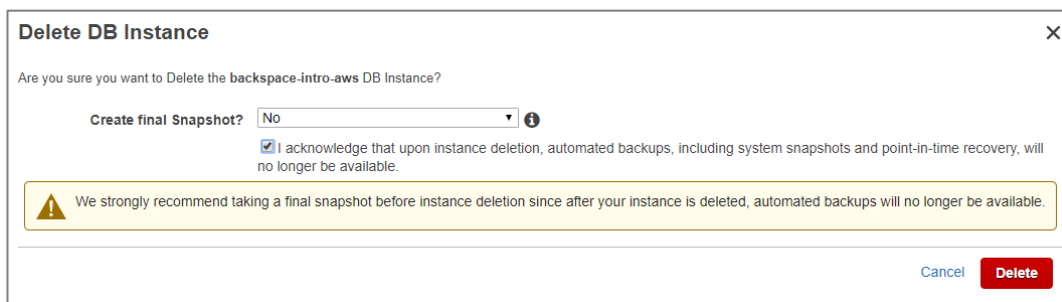 Delete DB Instance
Are you sure you want to Delete the backspace-intro-aws DB Instance?
Create final Snapshot? No
I acknowledge that upon instance deletion, automated backups, including system snapshots and point-in-time recovery, will
no longer be available.
We strongly recommend taking a final snapshot before instance deletion since after your instance is deleted, automated backups will no longer be available.
Cancel Delete